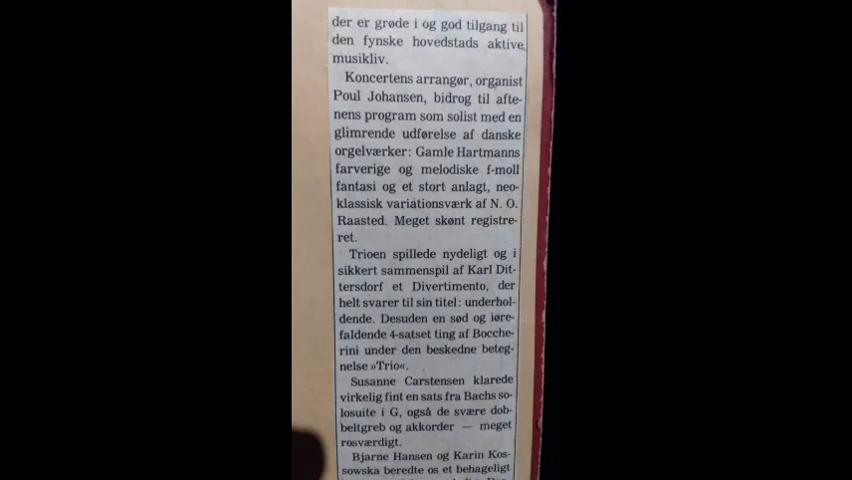 der er grøde i og god tilgang til
den fynske hovedstads aktive
musikliv.
Koncertens arrangør, organist
Poul Johansen, bidrog til afte-
nens program som solist med en
glimrende udførelse af danske
orgelværker: Gamle Hartmanns
farverige og melodiske f-moll
fantasi og et stort anlagt, neo-
klassisk variationsværk af N. O.
Raasted. Meget skønt registre-
ret.
Trioen spillede nydeligt og i
sikkert sammenspil af Karl Dit-
tersdorf et Divertimento, der
helt svarer til sin titel: underhol-
dende. Desuden en sød og iøre-
faldende 4-satset ting af Bocche-
rini under den beskedne beteg-
nelse »Trio«.
Susanne Carstensen klarede
virkelig fint en sats fra Bachs so-
losuite i G, også de svære dob-
beltgreb og akkorder — meget
rosværdigt.
Bjarne Hansen og Karin Kos-
sowska beredte os et behageligt